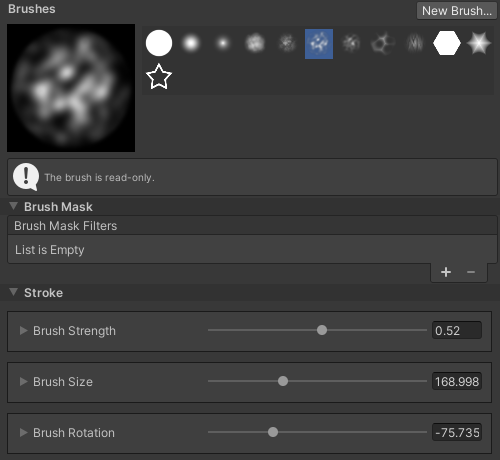 Brushes
New Brush...
The brush is read-only.
Brush Mask
Brush Mask Filters
List is Empty
Stroke
Brush Strength 0.52
Brush Size 168.998
Brush Rotation -75.735